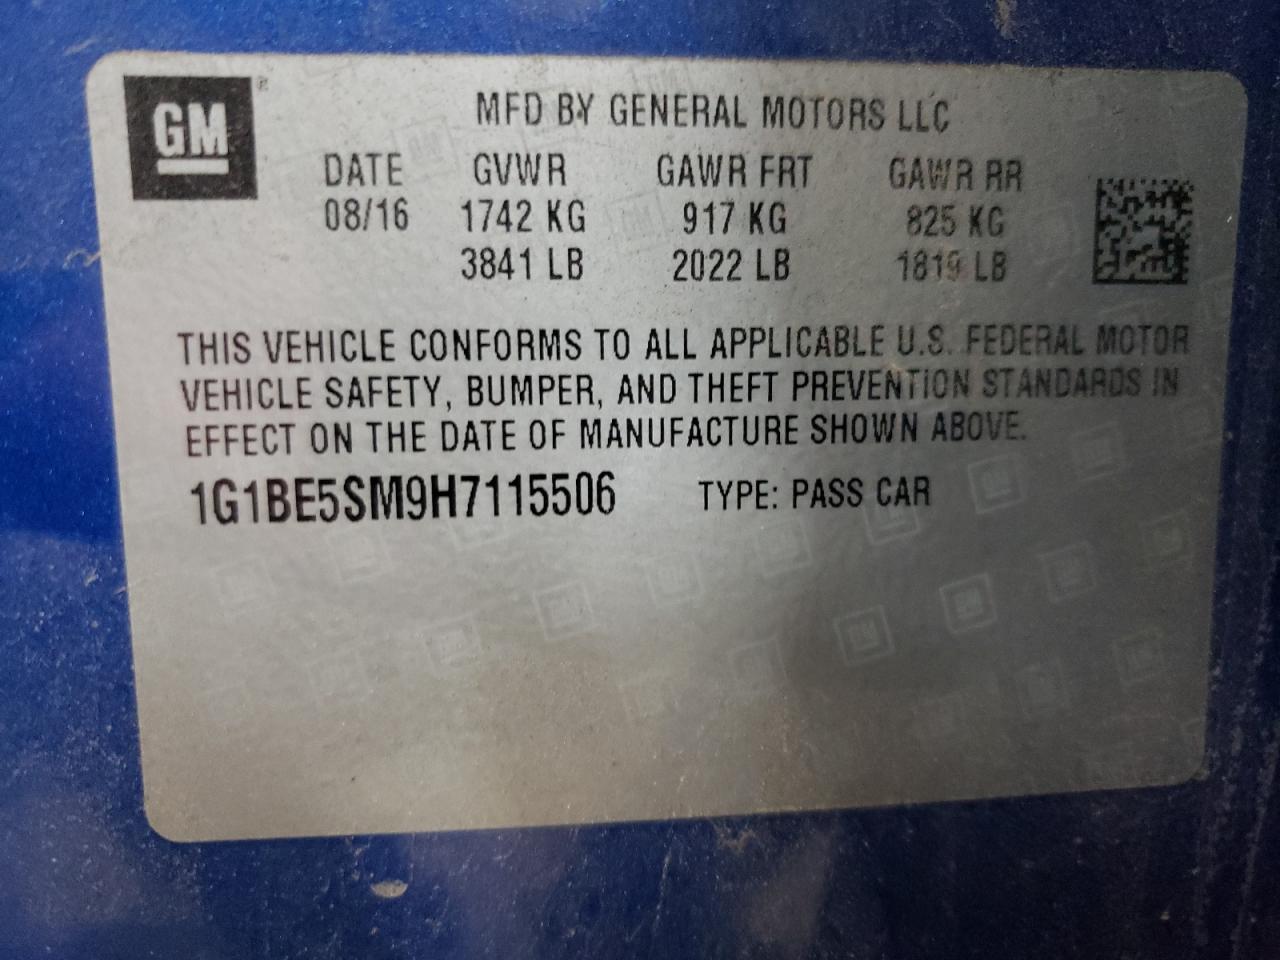 GM
MFD BY GENERAL MOTORS LLC
DATE GVWR GAWR FRT GAWR RR
08/16 1742 KG 917 KG 825 KG
3841 LB 2022 LB 1819 LB
THIS VEHICLE CONFORMS TO ALL APPLICABLE U.S. FEDERAL MOTOR
VEHICLE SAFETY, BUMPER, AND THEFT PREVENTION STANDARDS IN
EFFECT ON THE DATE OF MANUFACTURE SHOWN ABOVE.
1G1BE5SM9H7115506 TYPE: PASS CAR